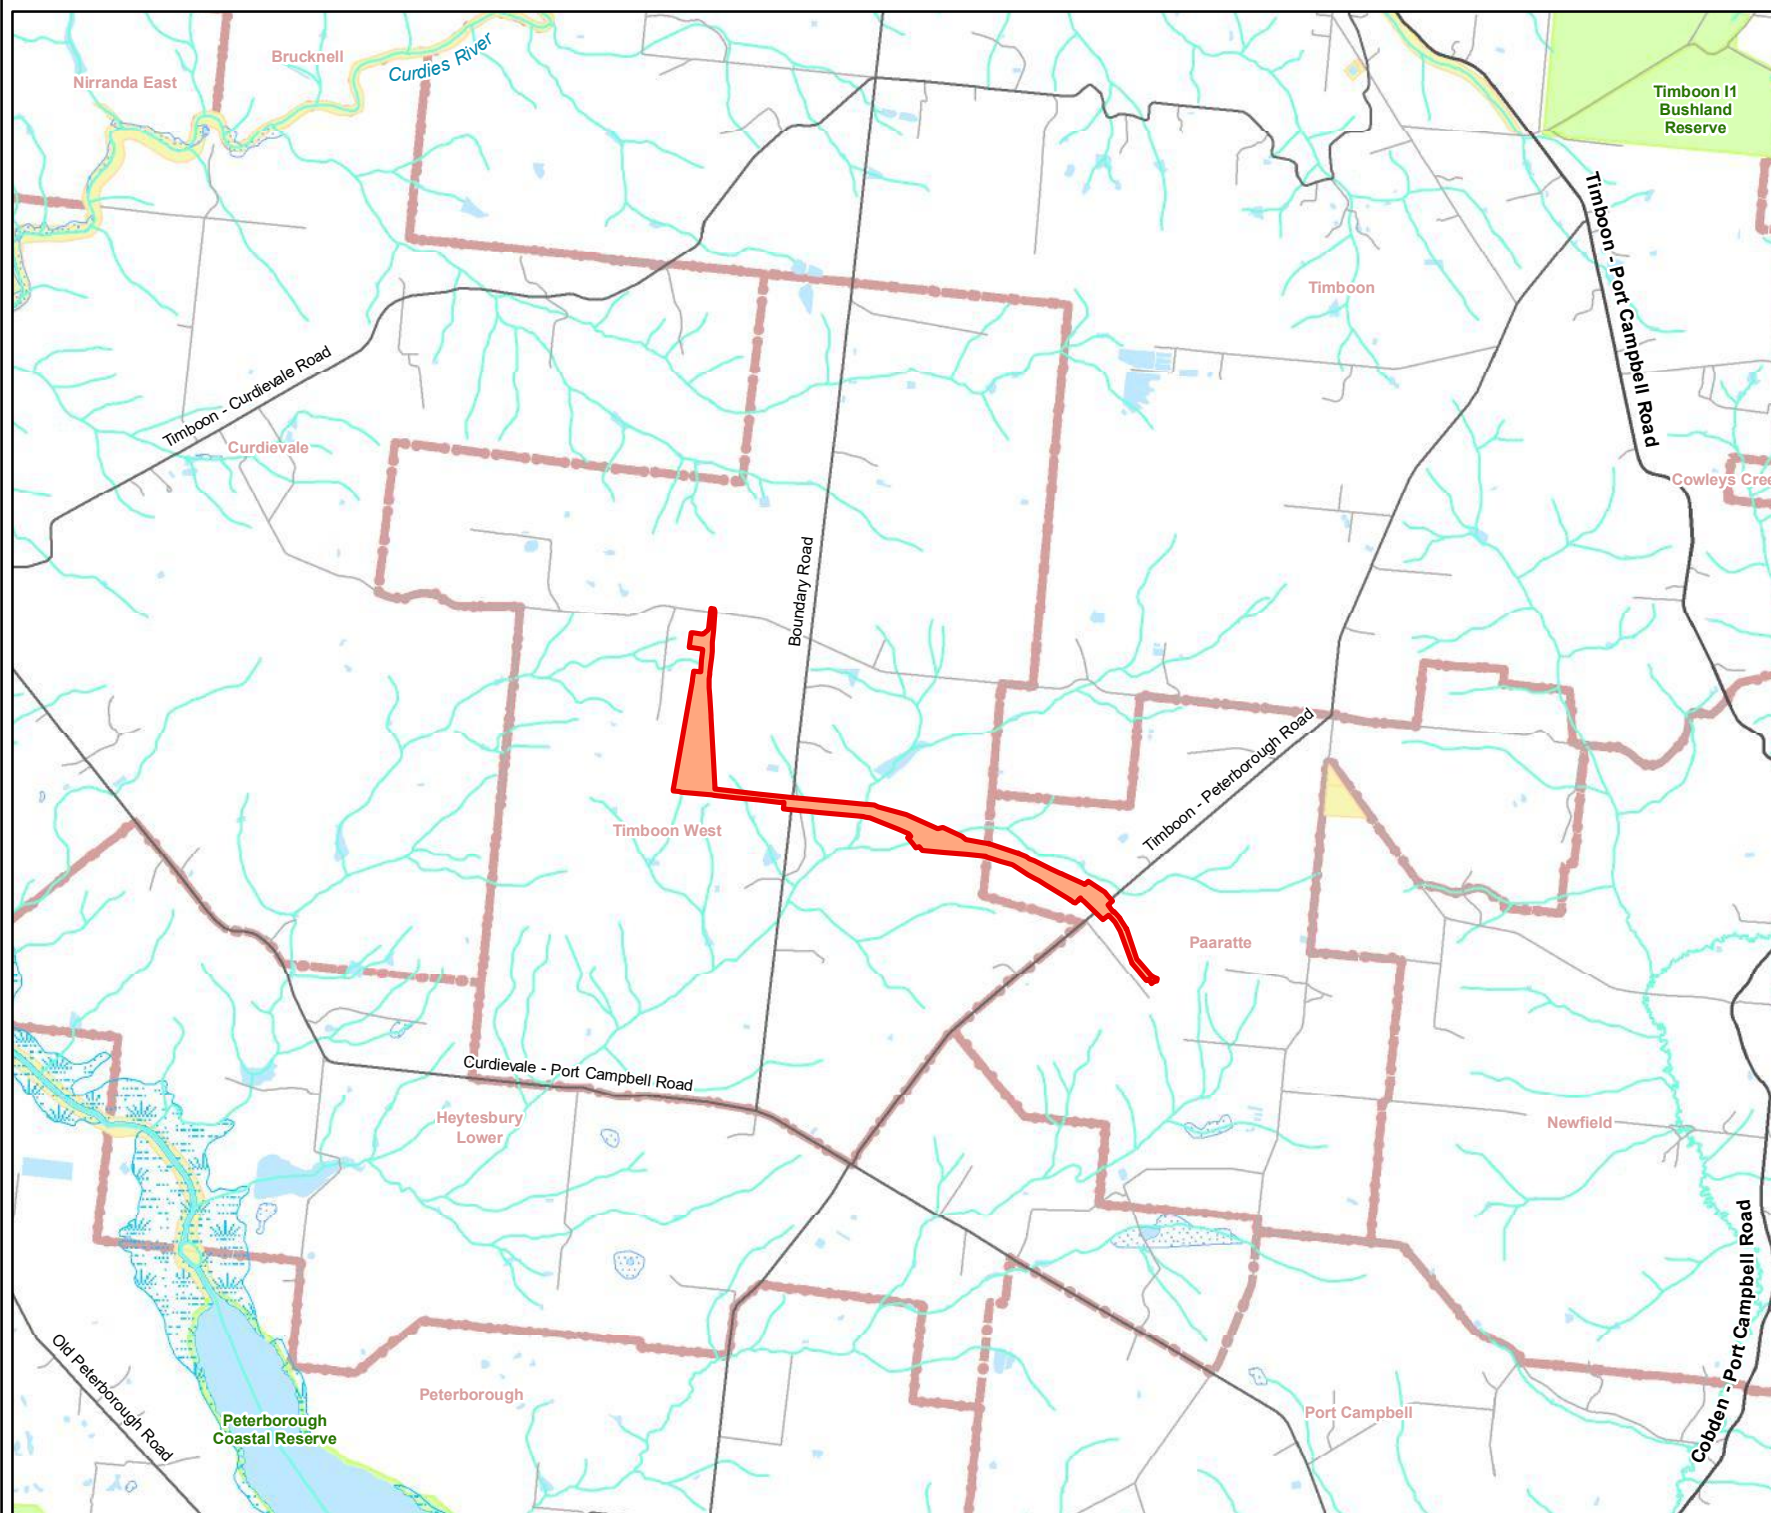 Brucknell
Curdies River
Nirranda East
Timboon I1
Bushland
Reserve
Timboon - Port Campbell Road
Timboon
Timboon - Curdievale Road
Curdievale
Cowleys Cree
Boundary Road
Timboon - Peterborough Road
Timboon West
Paaratte
Curdievale - Port Campbell Road
Heytesbury
Lower
Newfield
Cobden - Port Campbell Road
Old Peterborough Road
Peterborough
Port Campbell
Peterborough
Coastal Reserve